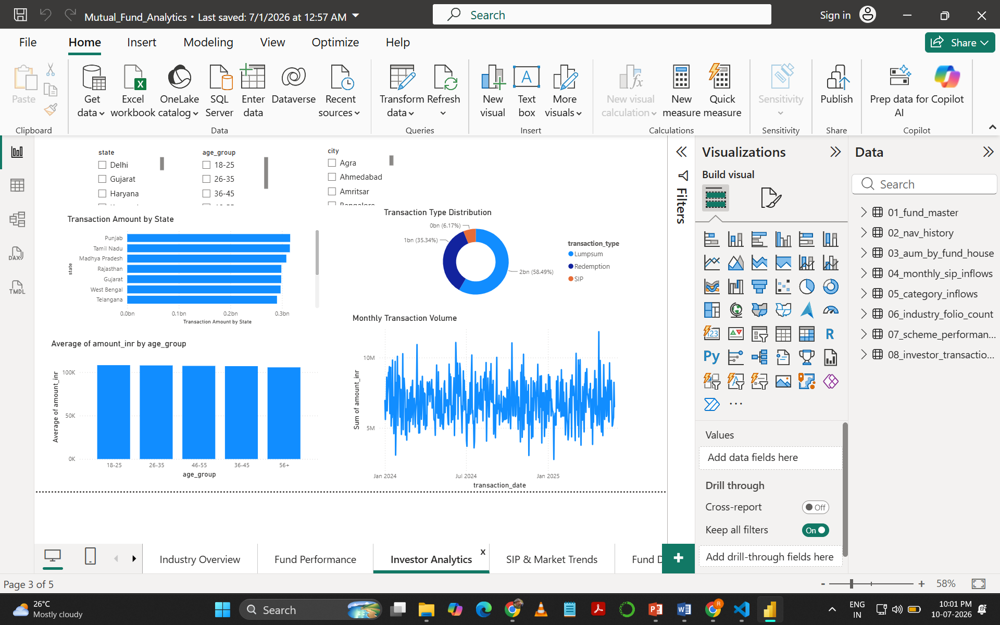 Mutual_Fund_Analytics • Last saved: 7/1/2026 at 12:57 AM
Search
Sign in
File
Home
Insert
Modeling
View
Optimize
Help
Share
Paste
Get data
Excel workbook
OneLake catalog
SQL Server
Enter data
Dataverse
Recent sources
Transform data
Refresh
New visual
Text box
More visuals
New visual calculation
New measure
Quick measure
Sensitivity
Publish
Prep data for AI
Copilot
Clipboard
Data
Queries
Insert
Calculations
Sensitivity
Share
Copilot
state
Delhi
Gujarat
Haryana
age_group
18-25
26-35
36-45
city
Agra
Ahmedabad
Amritsar
Transaction Amount by State
state
Punjab
Tamil Nadu
Madhya Pradesh
Rajasthan
Gujarat
West Bengal
Telangana
0.0bn
0.1bn
0.2bn
0.3bn
Transaction Amount by State
Transaction Type Distribution
0bn (6.17%)
1bn (35.34%)
2bn (58.49%)
transaction_type
Lumpsum
Redemption
SIP
Average of amount_inr by age_group
Average of amount_inr
100K
50K
0K
18-25
26-35
46-55
36-45
56+
age_group
Monthly Transaction Volume
Sum of amount_inr
10M
5M
Jan 2024
Jul 2024
Jan 2025
transaction_date
Filters
Visualizations
Build visual
123
R
Py
Values
Add data fields here
Drill through
Cross-report
Off
Keep all filters
On
Add drill-through fields here
Data
Search
01_fund_master
02_nav_history
03_aum_by_fund_house
04_monthly_sip_inflows
05_category_inflows
06_industry_folio_count
07_scheme_performan...
08_investor_transactio...
DAX
TMDL
Industry Overview
Fund Performance
Investor Analytics
x
SIP & Market Trends
Fund D
+
Page 3 of 5
-
+
58%
26°C
Mostly cloudy
Search
ENG
IN
10:01 PM
10-07-2026